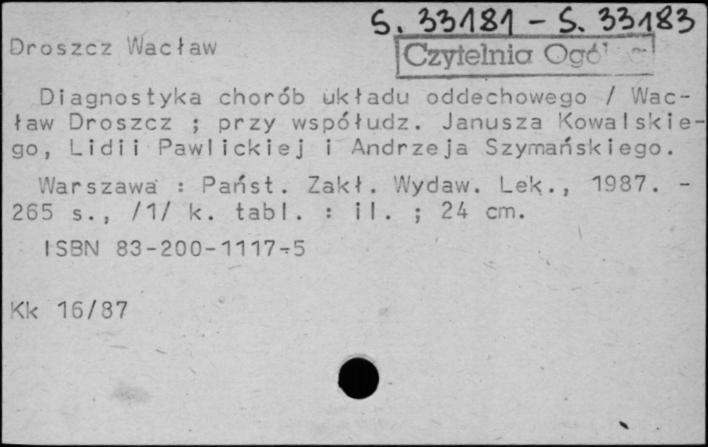 S. 33181 - S. 33183
Droszcz Wacław
Czytelnia
Diagnostyka chorób układu oddechowego / Wac-
ław Droszcz ; przy współudz. Janusza Kowalskie-
go, Lidii Pawlickiej i Andrzeja Szymańskiego.
Warszawa : Państ. Zakł. Wydaw. Lek., 1987. -
265 s., /1/ k. tabl. : il. ; 24 cm.
ISBN 83-200-1117-5
Kk 16/87